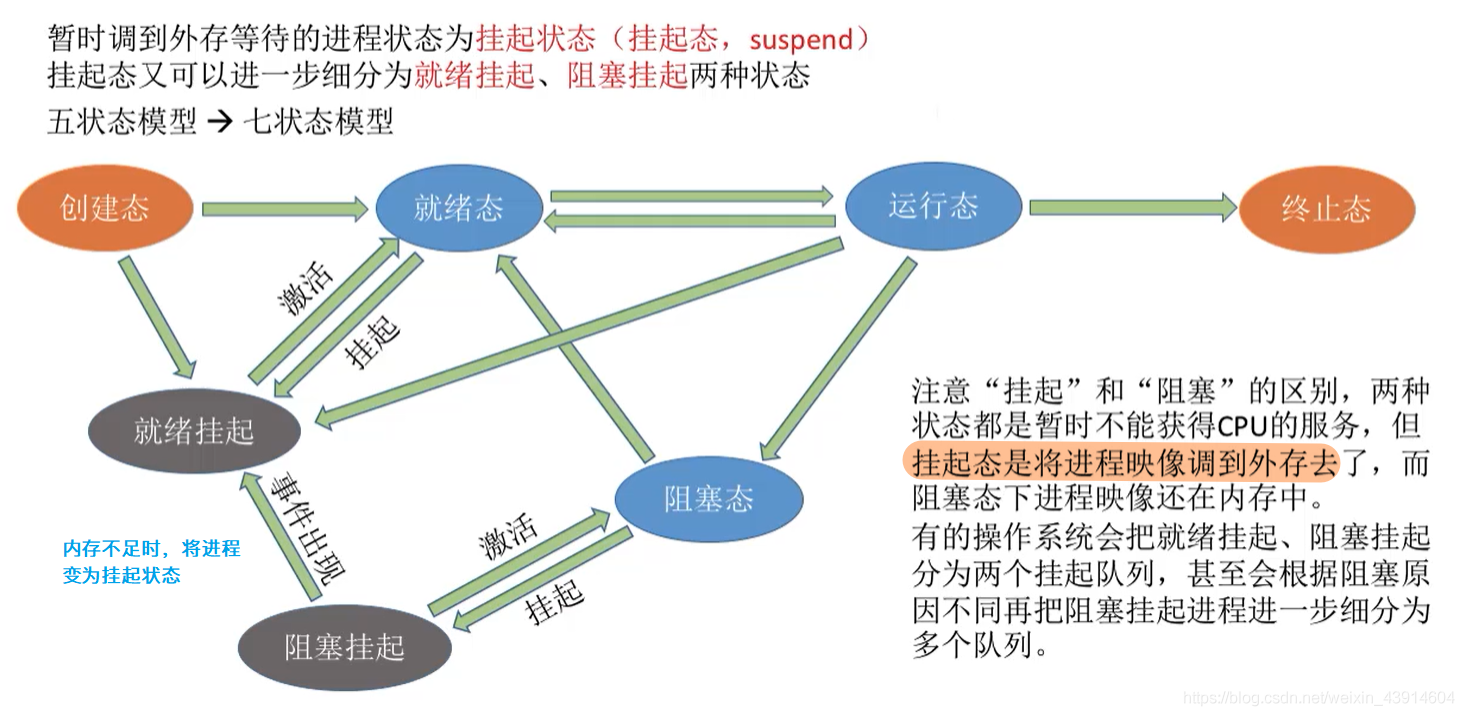 暂时调到外存等待的进程状态为挂起状态（挂起态，suspend）
挂起态又可以进一步细分为就绪挂起、阻塞挂起两种状态
五状态模型 → 七状态模型
创建态
就绪态
运行态
终止态
激活
挂起
就绪挂起
事件出现
阻塞态
激活
挂起
阻塞挂起
内存不足时，将进程
变为挂起状态
注意“挂起”和“阻塞”的区别，两种
状态都是暂时不能获得CPU的服务，但
挂起态是将进程映像调到外存去了，而
阻塞态下进程映像还在内存中。
有的操作系统会把就绪挂起、阻塞挂起
分为两个挂起队列，甚至会根据阻塞原
因不同再把阻塞挂起进程进一步细分为
多个队列。
https://blog.csdn.net/weixin_43914604